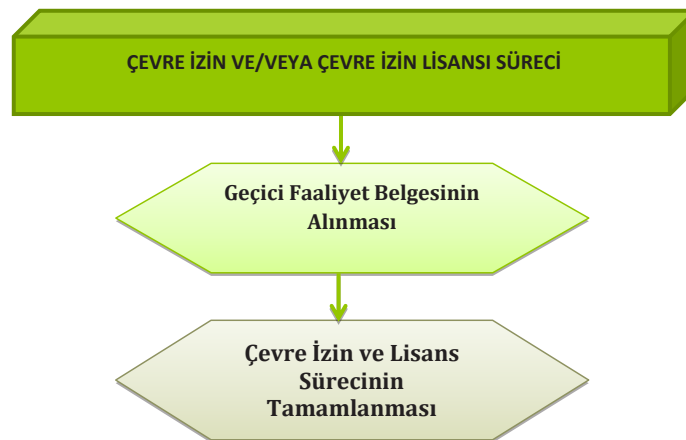 ÇEVRE İZİN VE/VEYA ÇEVRE İZİN LİSANSI SÜRECİ
Geçici Faaliyet Belgesinin
Alınması
Çevre İzin ve Lisans
Sürecinin
Tamamlanması